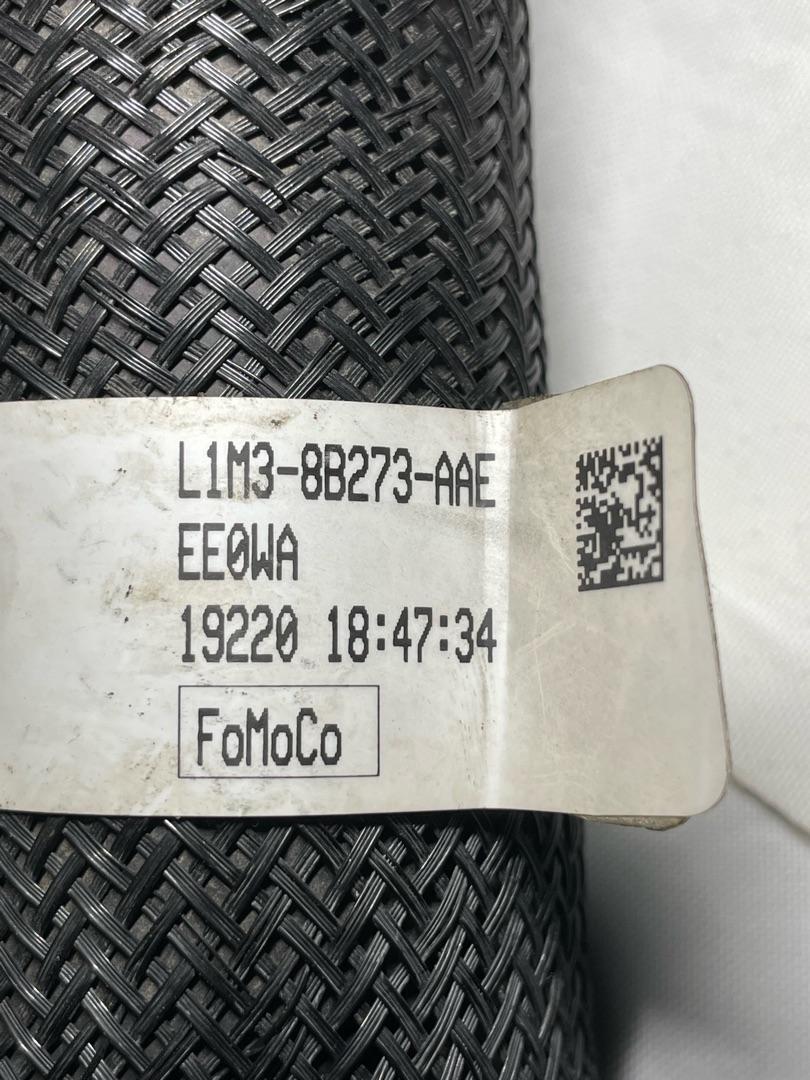 L1M3-8B273-AAE
EE0WA
19220 18:47:34
FoMoCo